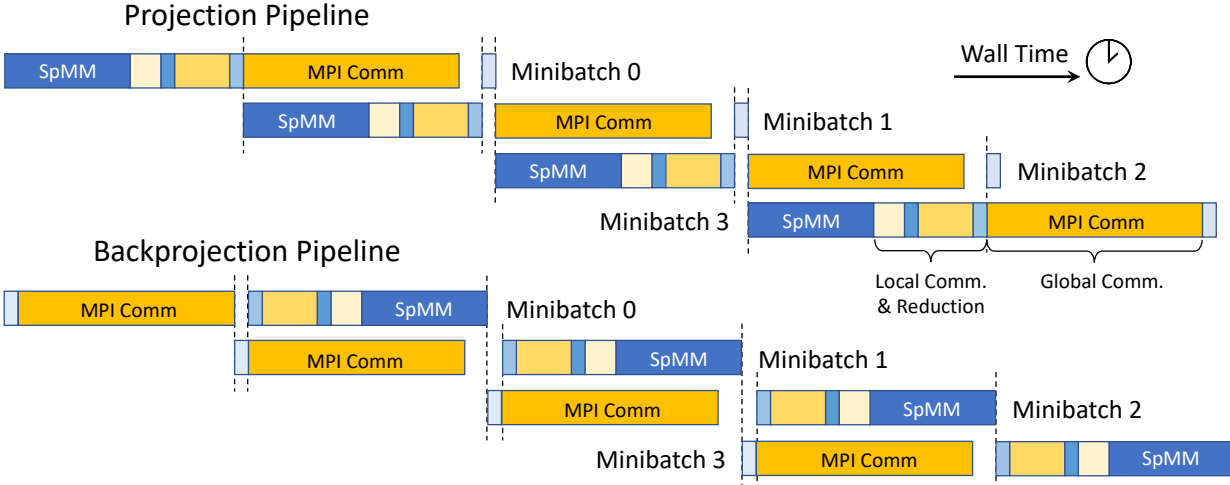 Projection Pipeline
SpMM
MPI Comm
Minibatch 0
Wall Time
SpMM
MPI Comm
Minibatch 1
SpMM
MPI Comm
Minibatch 2
Minibatch 3
SpMM
MPI Comm
Local Comm.
& Reduction
Global Comm.
Backprojection Pipeline
MPI Comm
SpMM
Minibatch 0
MPI Comm
SpMM
Minibatch 1
MPI Comm
SpMM
Minibatch 2
Minibatch 3
MPI Comm
SpMM